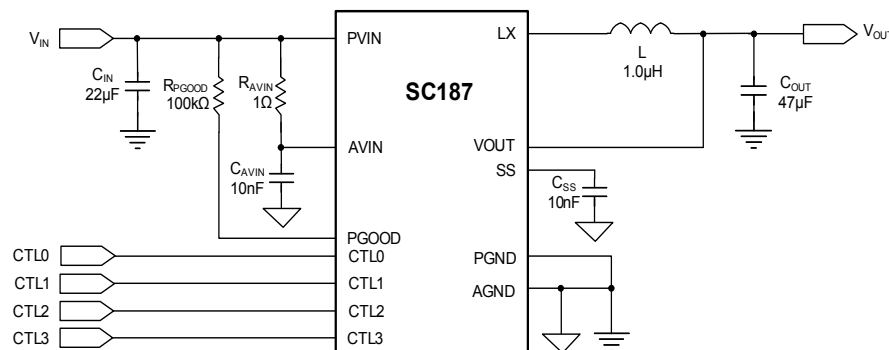 VIN
CIN
22µF
RPGOOD
100kΩ
RAVIN
1Ω
CAVIN
10nF
PVIN
AVIN
PGOOD
CTL0
CTL1
CTL2
CTL3
CTL0
CTL1
CTL2
CTL3
SC187
LX
VOUT
SS
PGND
AGND
L
1.0µH
CSS
10nF
COUT
47µF
VOUT